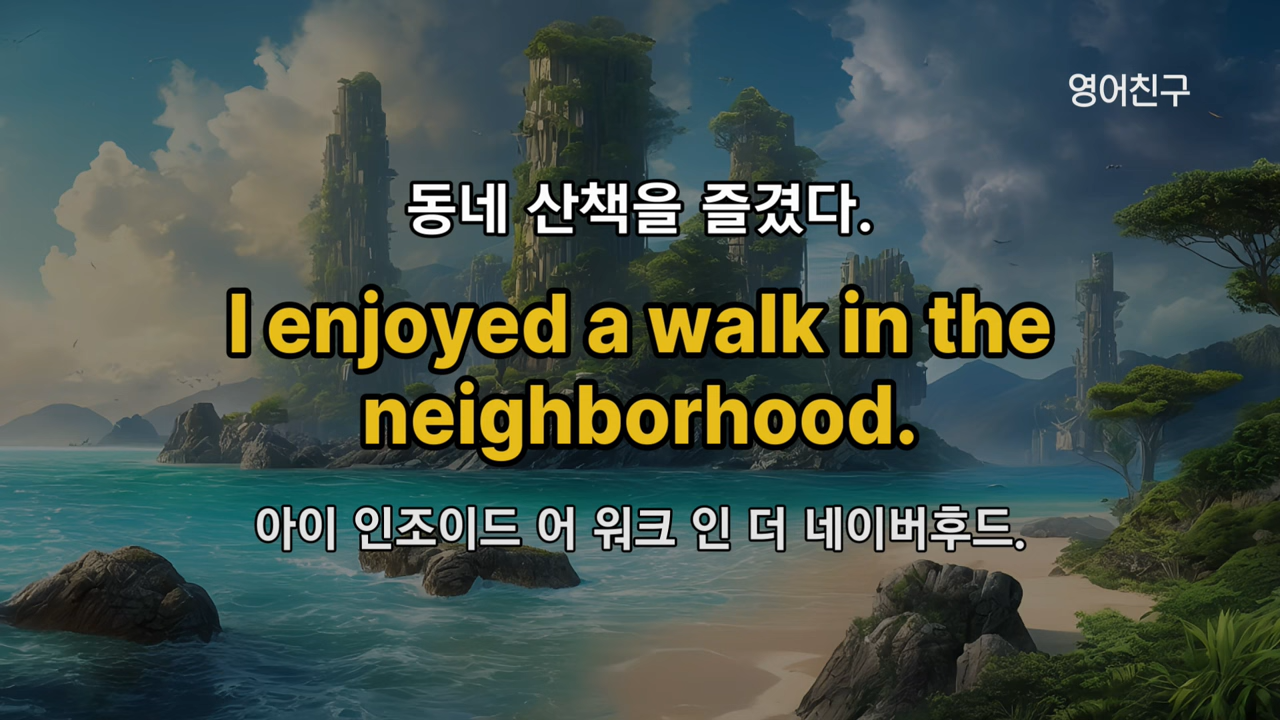 영어친구
동네 산책을 즐겼다.
I enjoyed a walk in the
neighborhood.
아이 인조이드 어 워크 인 더 네이버후드.